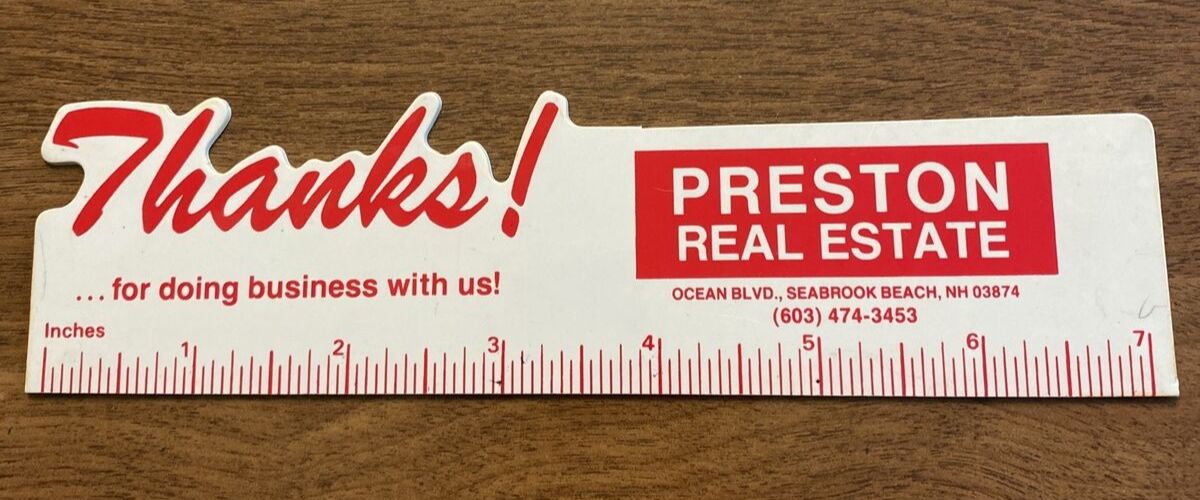 Thanks!
...for doing business with us!
PRESTON
REAL ESTATE
OCEAN BLVD., SEABROOK BEACH, NH 03874
(603) 474-3453
Inches
1 2 3 4 5 6 7